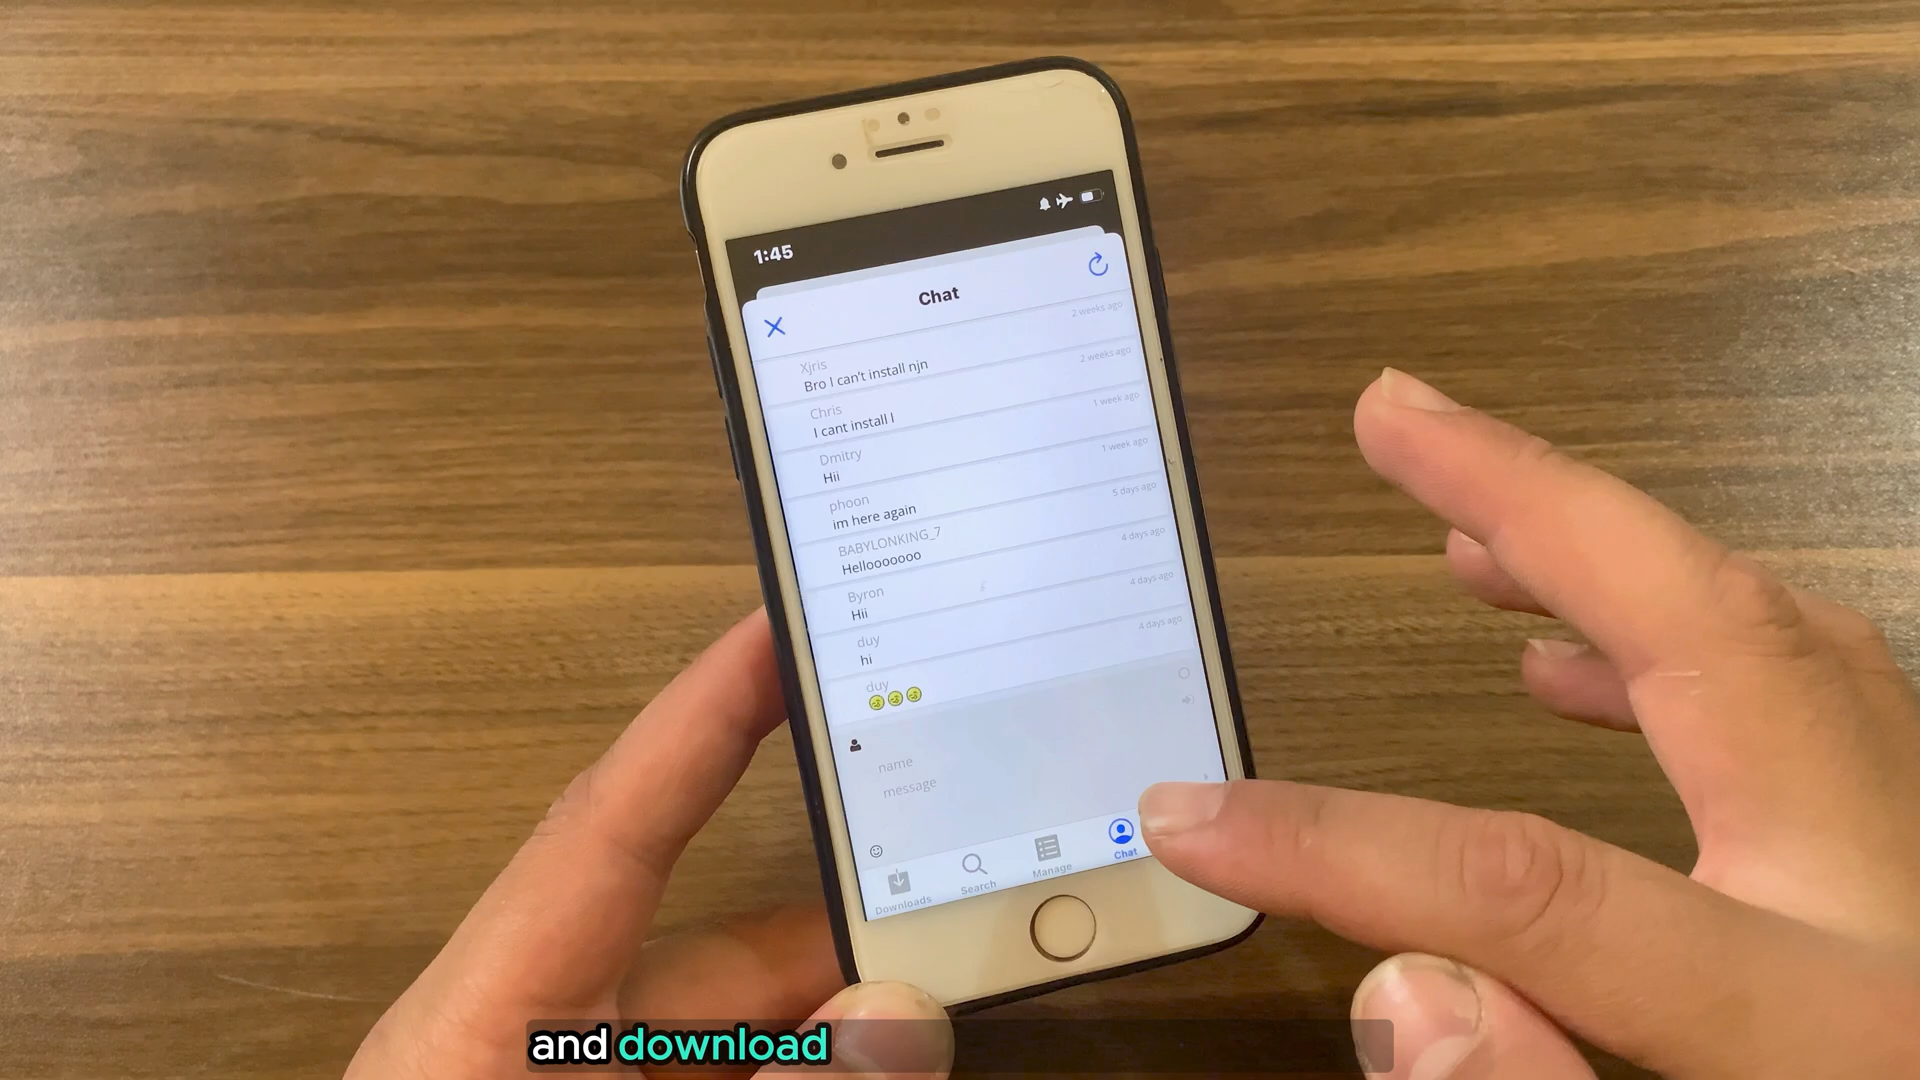 1:45
Chat
2 weeks ago
Xjris
Bro I can't install njn
2 weeks ago
Chris
I cant install I
1 week ago
Dmitry
Hii
1 week ago
phoon
im here again
5 days ago
BABYLONKING_7
Hellooooooo
4 days ago
Byron
Hii
4 days ago
duy
hi
4 days ago
duy
name
message
Downloads
Search
Manage
Chat
and download